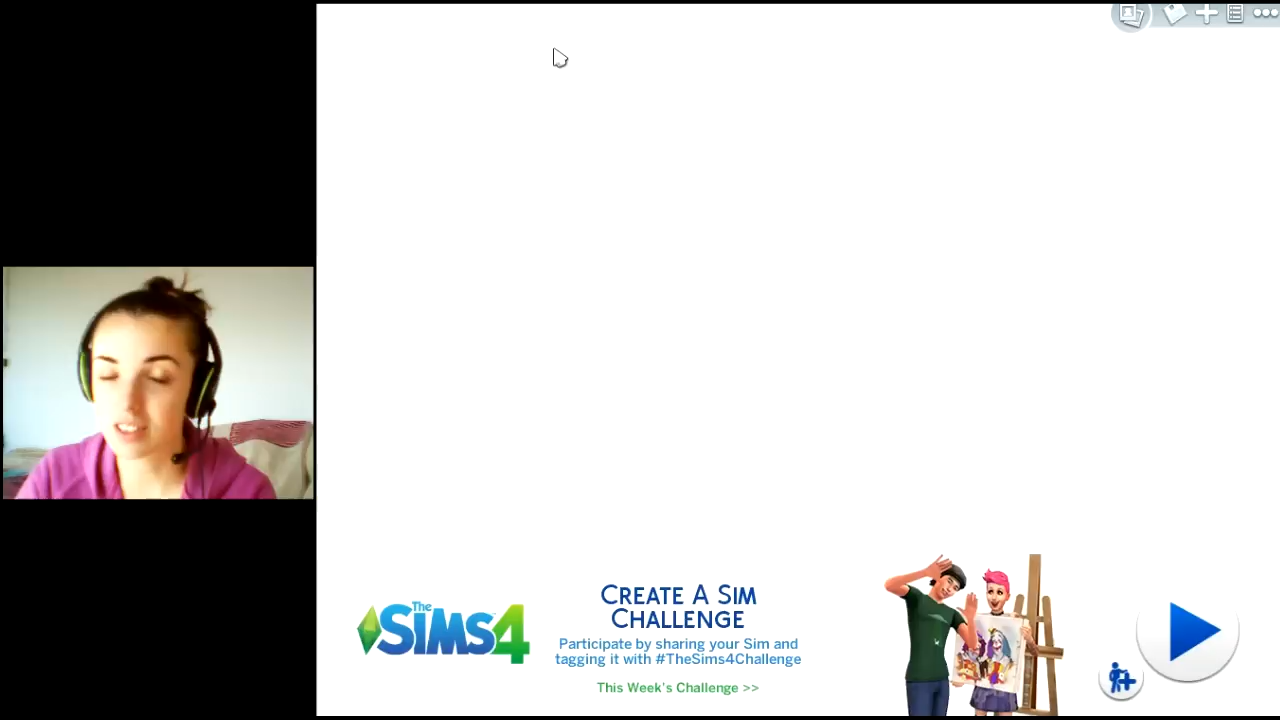 The
SiMS4
CREATE A SIM
CHALLENGE
Participate by sharing your Sim and
tagging it with #TheSims4Challenge
This Week's Challenge >>